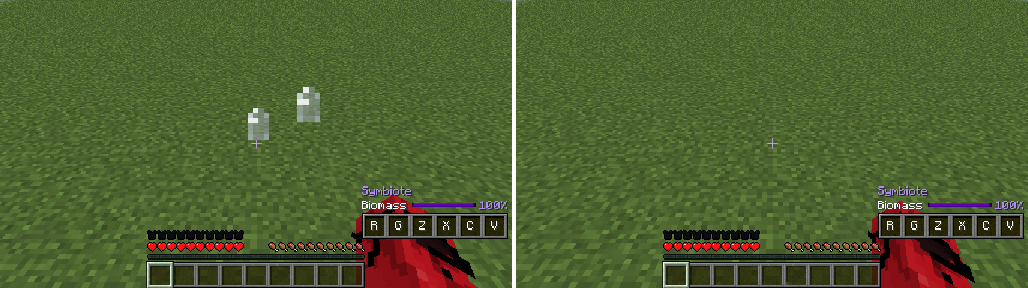 Symbiote
Biomass 100%
R G Z X C V
Symbiote
Biomass 100%
R G Z X C V